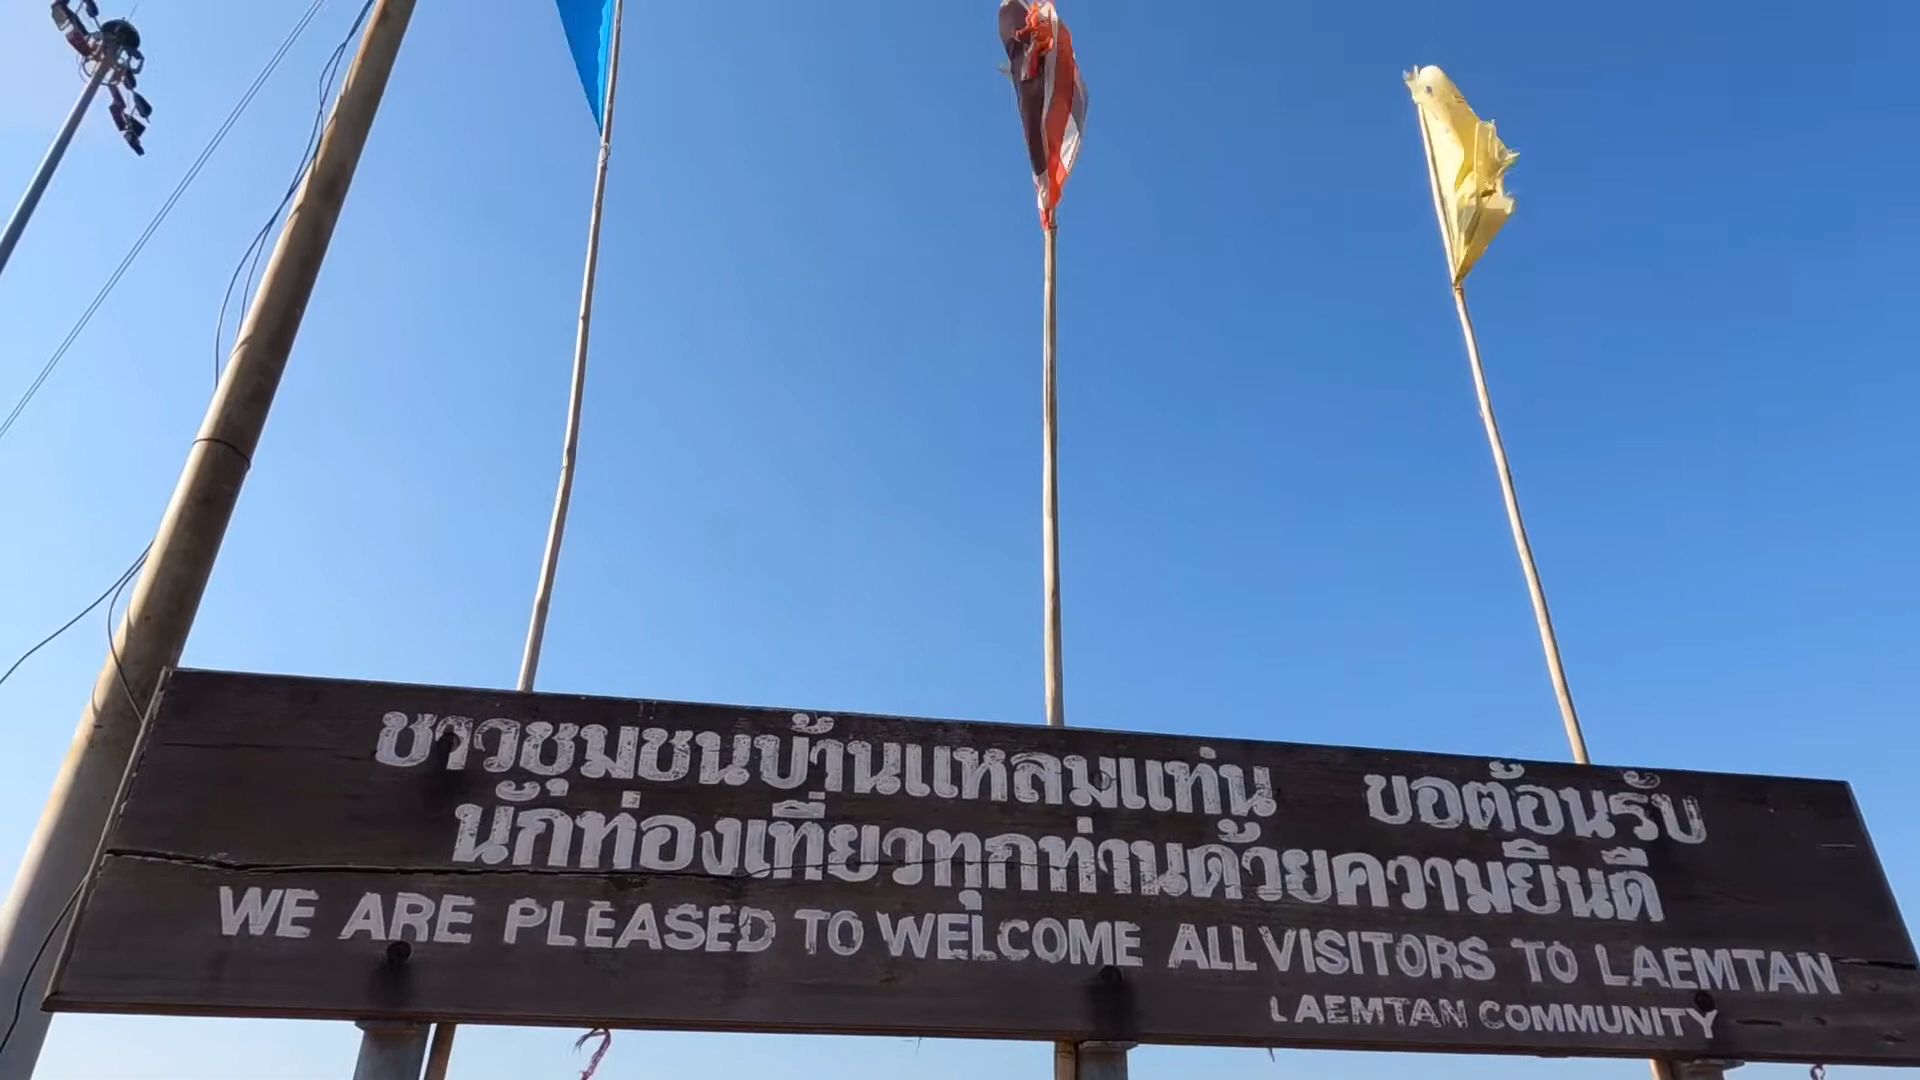 ชาวชุมชนบ้านแหลมแท่น ขอต้อนรับ
นักท่องเที่ยวทุกท่านด้วยความยินดี
WE ARE PLEASED TO WELCOME ALL VISITORS TO LAEMTAN
LAEMTAN COMMUNITY